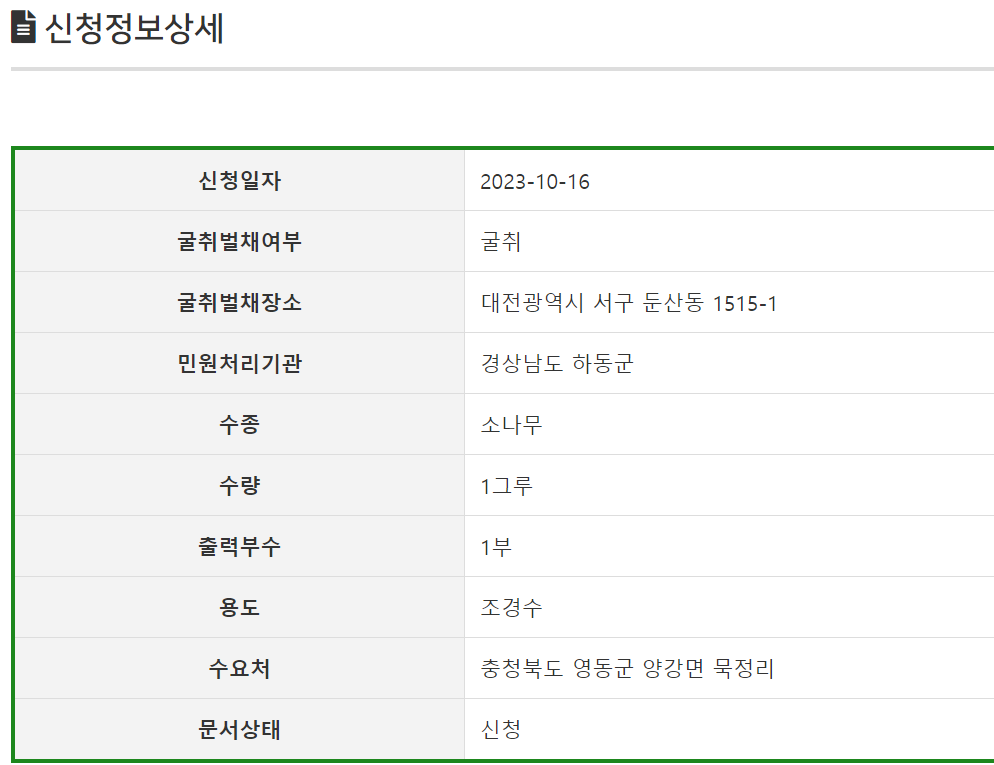 신청정보상세
신청일자 2023-10-16
굴취벌채여부 굴취
굴취벌채장소 대전광역시 서구 둔산동 1515-1
민원처리기관 경상남도 하동군
수종 소나무
수량 1그루
출력부수 1부
용도 조경수
수요처 충청북도 영동군 양강면 묵정리
문서상태 신청